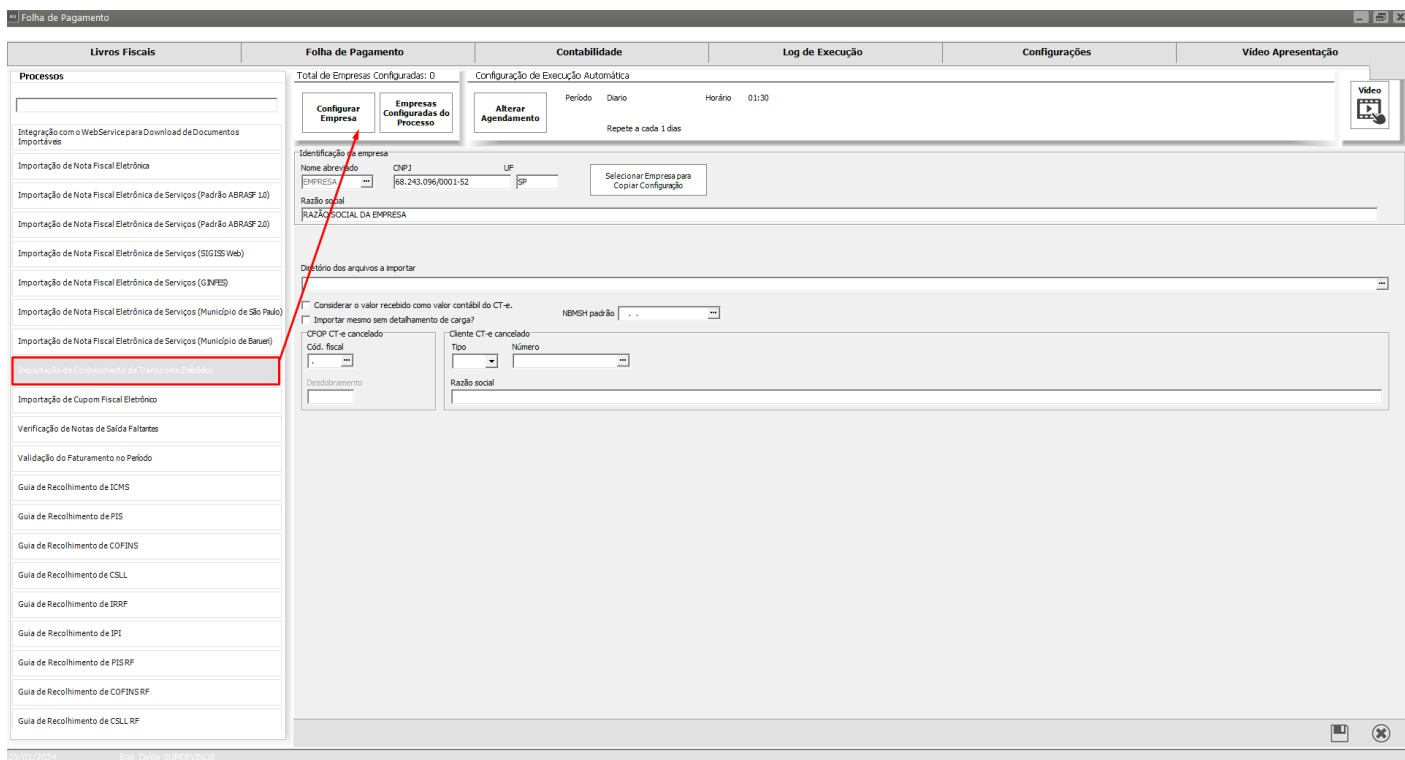 Folha de Pagamento
Livros Fiscais
Folha de Pagamento
Contabilidade
Log de Execução
Configurações
Vídeo Apresentação
Processos
Integração com o WebService para Download de Documentos
Importáveis
Importação de Nota Fiscal Eletrônica
Importação de Nota Fiscal Eletrônica de Serviços (Padrão ABRASF 1.0)
Importação de Nota Fiscal Eletrônica de Serviços (Padrão ABRASF 2.0)
Importação de Nota Fiscal Eletrônica de Serviços (SIGISS Web)
Importação de Nota Fiscal Eletrônica de Serviços (GINFES)
Importação de Nota Fiscal Eletrônica de Serviços (Município de São Paulo)
Importação de Nota Fiscal Eletrônica de Serviços (Município de Barueri)
Importação de Conhecimento de Transporte Eletrônico
Importação de Cupom Fiscal Eletrônico
Verificação de Notas de Saída Faltantes
Validação do Faturamento no Período
Guia de Recolhimento de ICMS
Guia de Recolhimento de PIS
Guia de Recolhimento de COFINS
Guia de Recolhimento de CSLL
Guia de Recolhimento de IRRF
Guia de Recolhimento de IPI
Guia de Recolhimento de PIS RF
Guia de Recolhimento de COFINS RF
Guia de Recolhimento de CSLL RF
Total de Empresas Configuradas: 0
Configurar
Empresa
Empresas
Configuradas do
Processo
Configuração de Execução Automática
Alterar
Agendamento
Período Diario Horário 01:30
Repete a cada 1 dias
Vídeo
Identificação da empresa
Nome abreviado CNPJ UF
EMPRESA ... 68.243.096/0001-52 SP
Selecionar Empresa para
Copiar Configuração
Razão social
RAZÃO SOCIAL DA EMPRESA
Diretório dos arquivos a importar
...
Considerar o valor recebido como valor contábil do CT-e.
Importar mesmo sem detalhamento de carga?
NBMSH padrão . . ...
CFOP CT-e cancelado
Cód. fiscal
. ...
Desdobramento
Cliente CT-e cancelado
Tipo Número
...
Razão social
25/01/2024 Boa Tarde SUPERVISOR